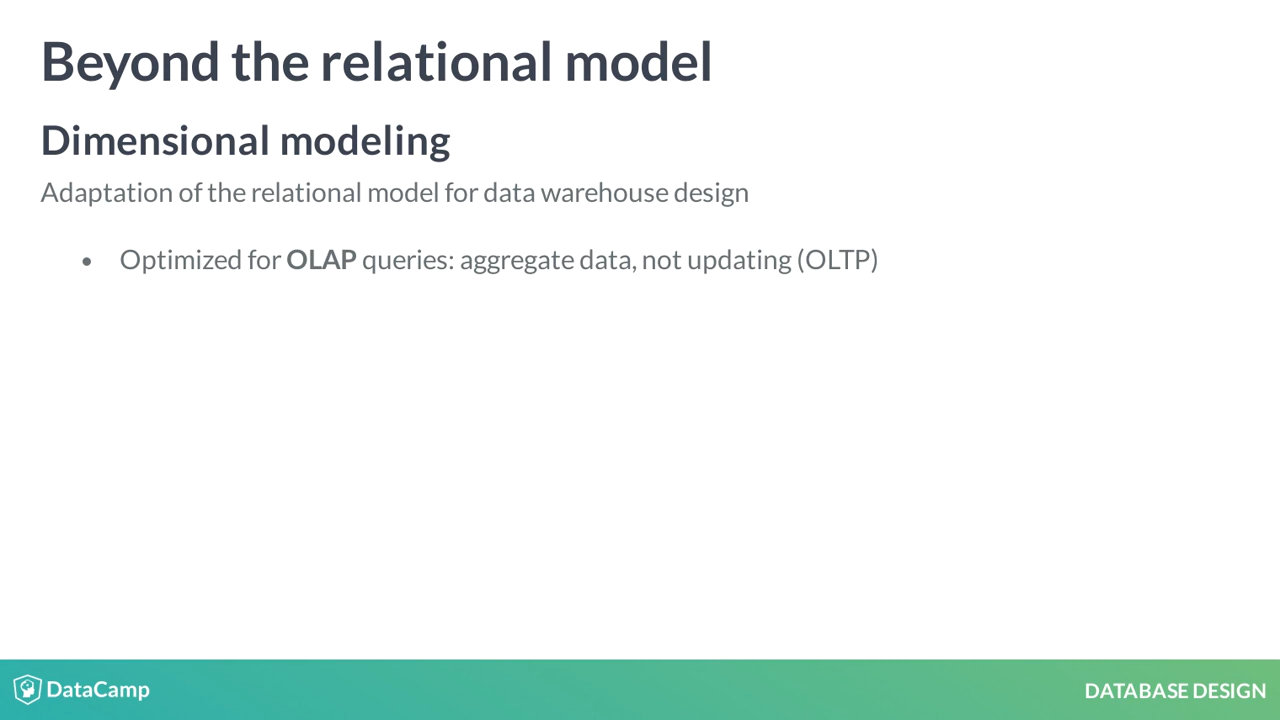 Beyond the relational model
Dimensional modeling
Adaptation of the relational model for data warehouse design
• Optimized for OLAP queries: aggregate data, not updating (OLTP)
DataCamp
DATABASE DESIGN